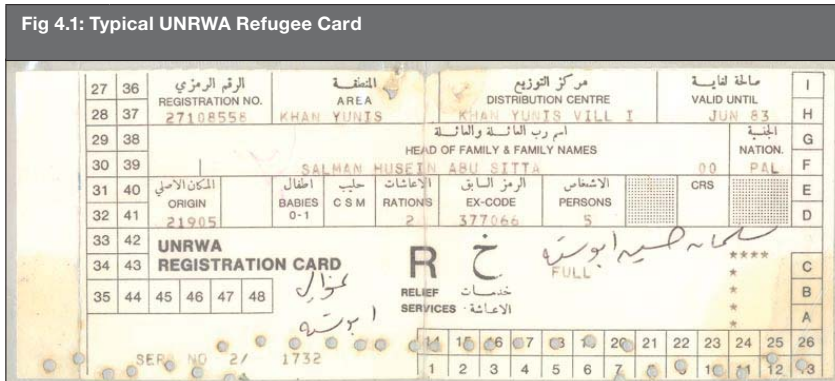 Fig 4.1: Typical UNRWA Refugee Card
27 36 الرقم الرمزي المنطقة مركز التوزيع صالحة لغاية I
REGISTRATION NO. AREA DISTRIBUTION CENTRE VALID UNTIL
28 37 27108556 KHAN YUNIS KHAN YUNIS VILL I JUN 83 H
29 38 اسم رب العائلة والعائلة الجنسية G
HEAD OF FAMILY & FAMILY NAMES NATION.
30 39 SALMAN HUSEIN ABU SITTA 00 PAL F
31 40 المكان الاصلي اطفال حليب الاعاشات الرمز السابق الاشخاص CRS E
ORIGIN BABIES 0-1 C S M RATIONS EX-CODE PERSONS
32 41 21905 2 377066 5 D
33 42 UNRWA R خ سلمان حسين ابوسته
34 43 REGISTRATION CARD FULL **** C
35 44 45 46 47 48 RELIEF خدمات * B
SERVICES الاعاشة * A
ابوسته
14 15 16 17 18 19 20 21 22 23 24 25 26
SER NO 2/ 1732
1 2 3 4 5 6 7 8 9 10 11 12 13